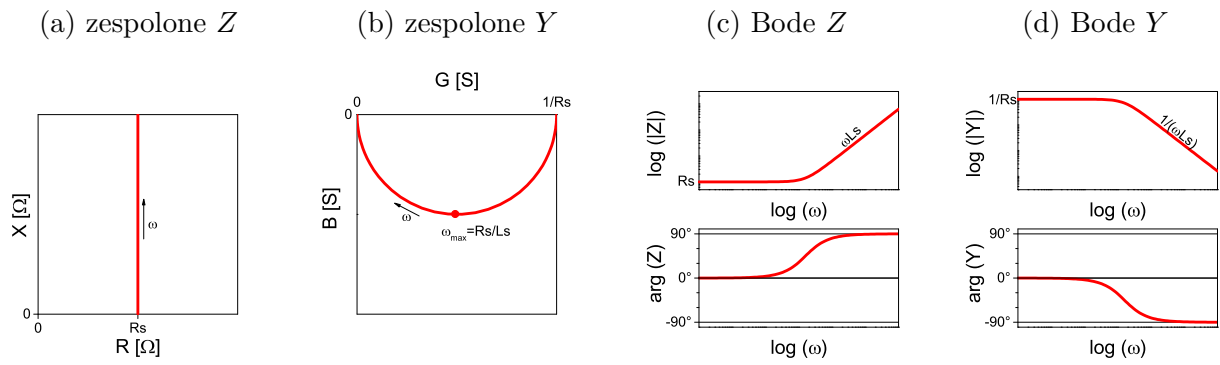 (a) zespolone Z
(b) zespolone Y
(c) Bode Z
(d) Bode Y
X [Ω]
ω
0
0
Rs
R [Ω]
G [S]
0
1/Rs
0
B [S]
ω
ω_max=Rs/Ls
log (|Z|)
Rs
ωLs
log (ω)
arg (Z)
90°
0°
-90°
log (ω)
log (|Y|)
1/Rs
1/(ωLs)
log (ω)
arg (Y)
90°
0°
-90°
log (ω)